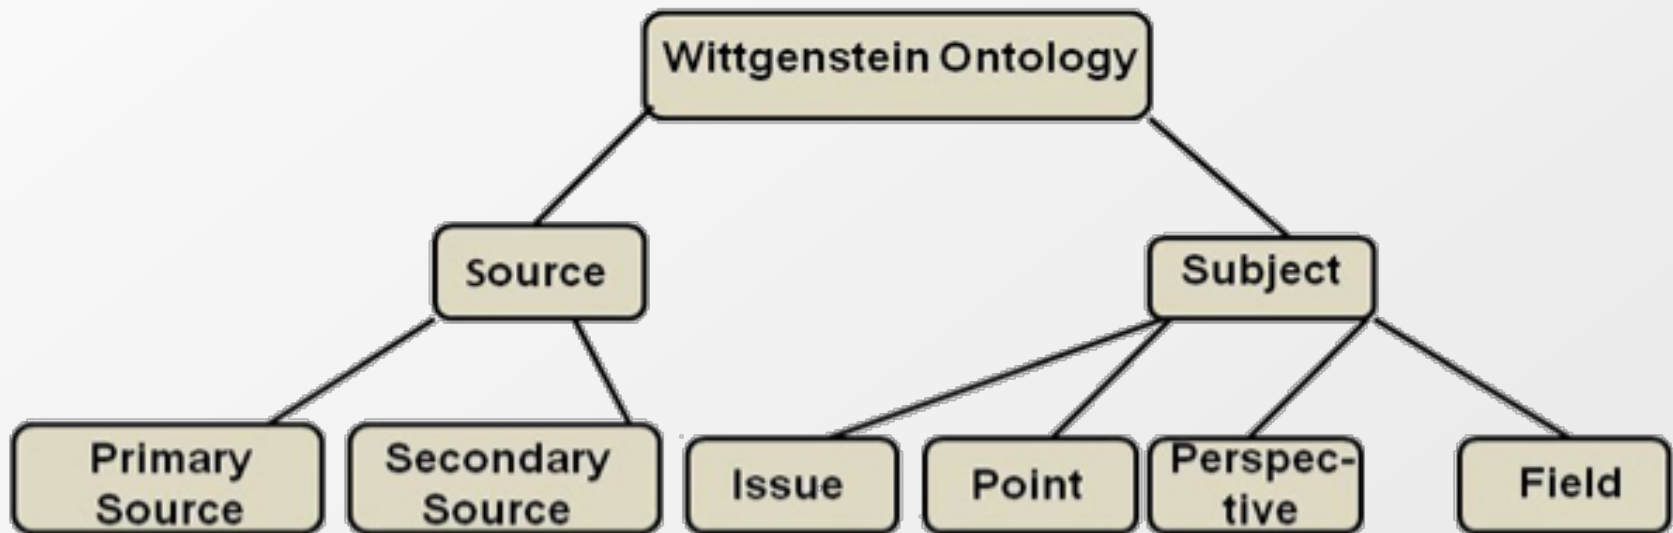 Wittgenstein Ontology
Source
Subject
Primary
Source
Secondary
Source
Issue
Point
Perspec-
tive
Field